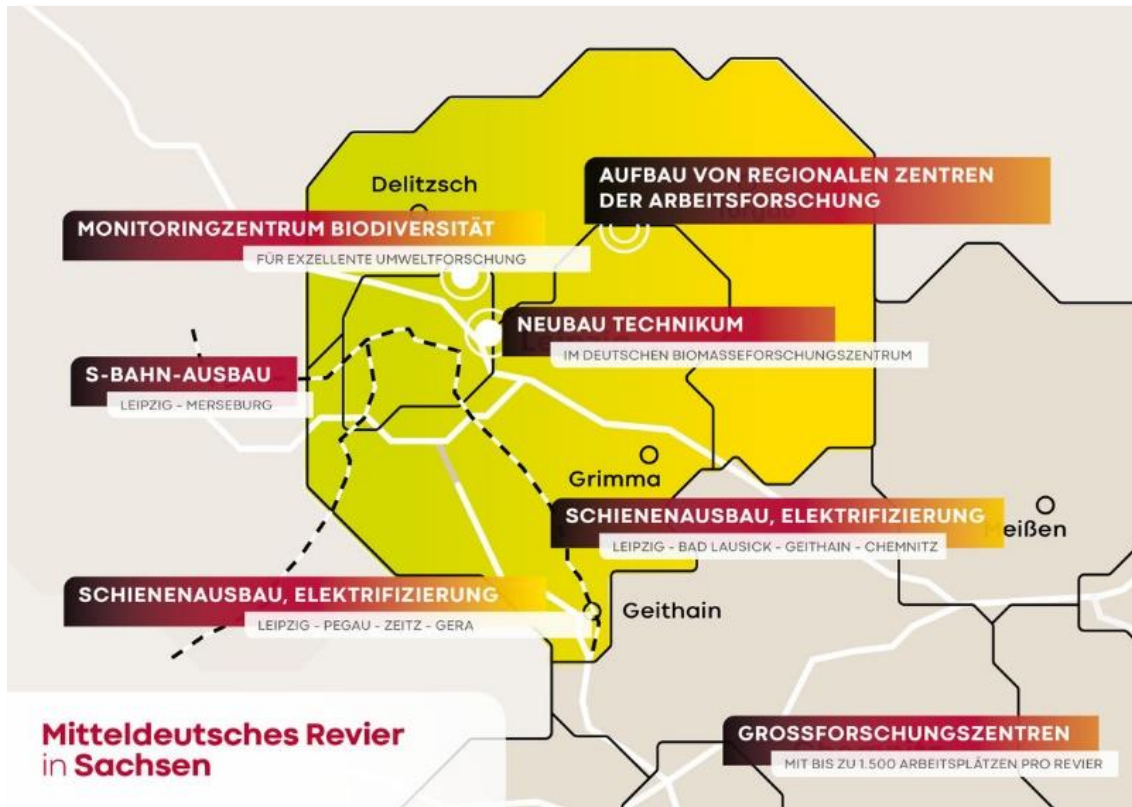 Delitzsch
AUFBAU VON REGIONALEN ZENTREN
DER ARBEITSFORSCHUNG
MONITORINGZENTRUM BIODIVERSITÄT
FÜR EXZELLENTE UMWELTFORSCHUNG
NEUBAU TECHNIKUM
IM DEUTSCHEN BIOMASSEFORSCHUNGSZENTRUM
S-BAHN-AUSBAU
LEIPZIG - MERSEBURG
Grimma
SCHIENENAUSBAU, ELEKTRIFIZIERUNG
LEIPZIG - BAD LAUSICK - GEITHAIN - CHEMNITZ
Meißen
SCHIENENAUSBAU, ELEKTRIFIZIERUNG
LEIPZIG - PEGAU - ZEITZ - GERA
Geithain
Mitteldeutsches Revier
in Sachsen
GROSSFORSCHUNGSZENTREN
MIT BIS ZU 1.500 ARBEITSPLÄTZEN PRO REVIER